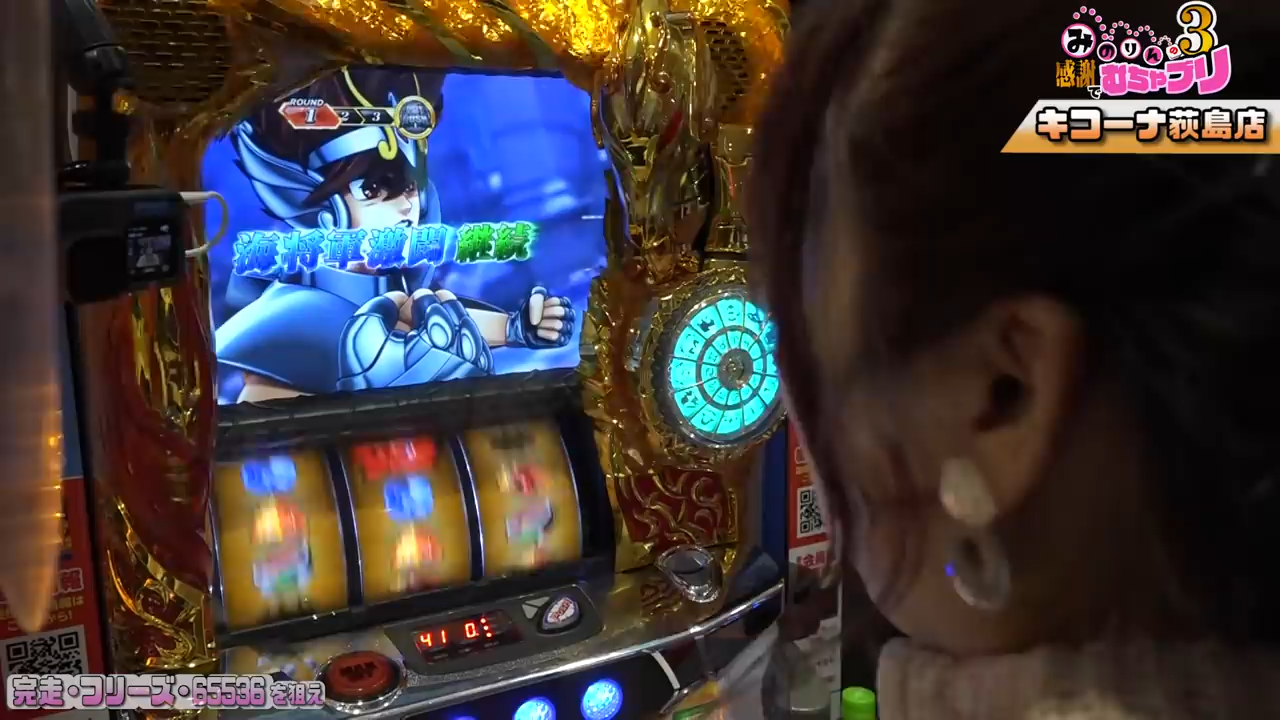 みのりんの3
感謝でむちゃブリ
キコーナ荻島店
ROUND
1 2 3
海将軍激闘 継続
41 0
完走・フリーズ・65536を狙え